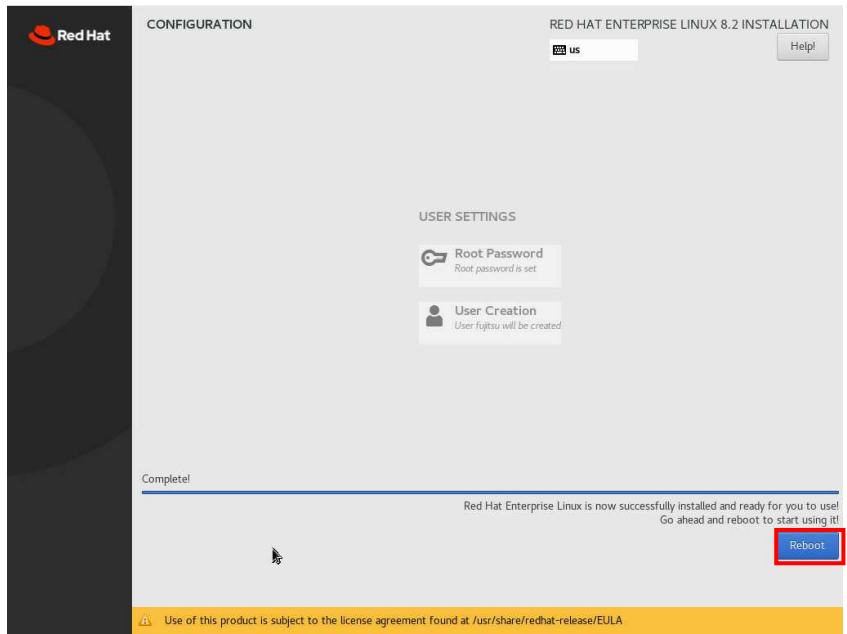 Red Hat
CONFIGURATION
RED HAT ENTERPRISE LINUX 8.2 INSTALLATION
us
Help!
USER SETTINGS
Root Password
Root password is set
User Creation
User fujitsu will be created
Complete!
Red Hat Enterprise Linux is now successfully installed and ready for you to use!
Go ahead and reboot to start using it!
Reboot
Use of this product is subject to the license agreement found at /usr/share/redhat-release/EULA